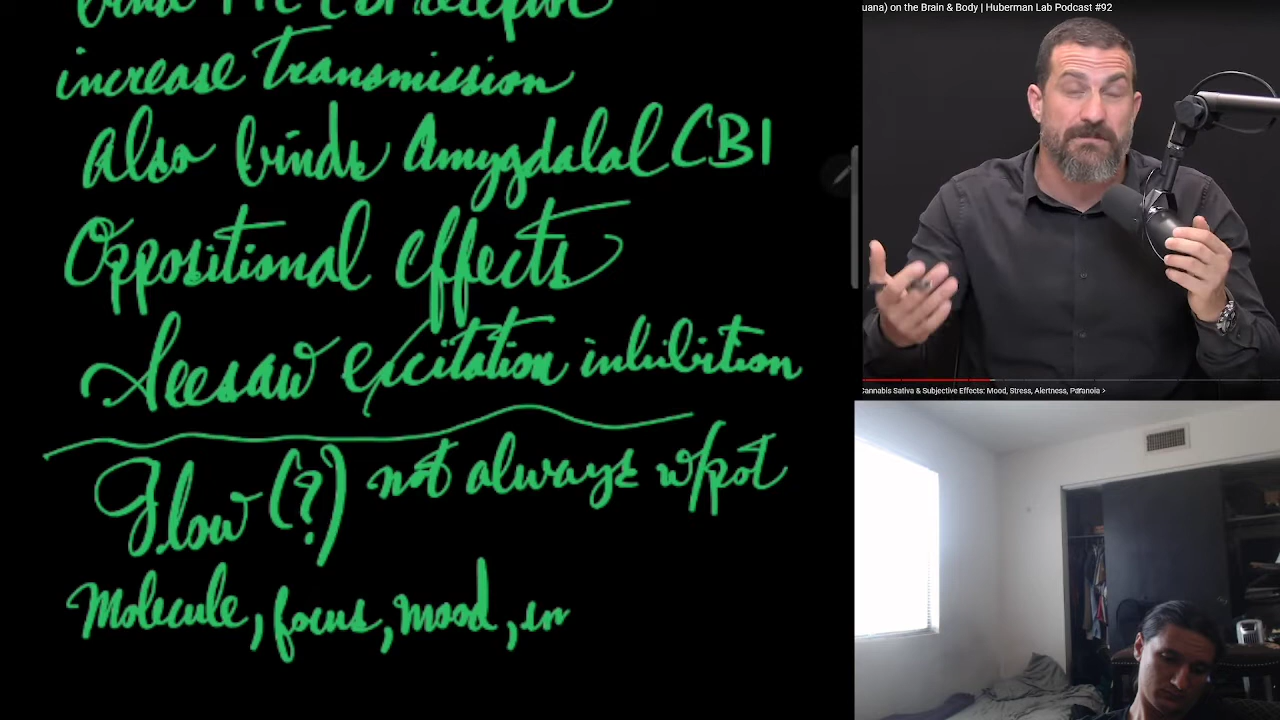 increase transmission
Also binds Amygdalal CB1
Oppositional effects
Seesaw excitation inhibition
Glow (?) not always w/pot
Molecule, focus, mood, in
uana) on the Brain & Body | Huberman Lab Podcast #92
Cannabis Sativa & Subjective Effects: Mood, Stress, Alertness, Paranoia >